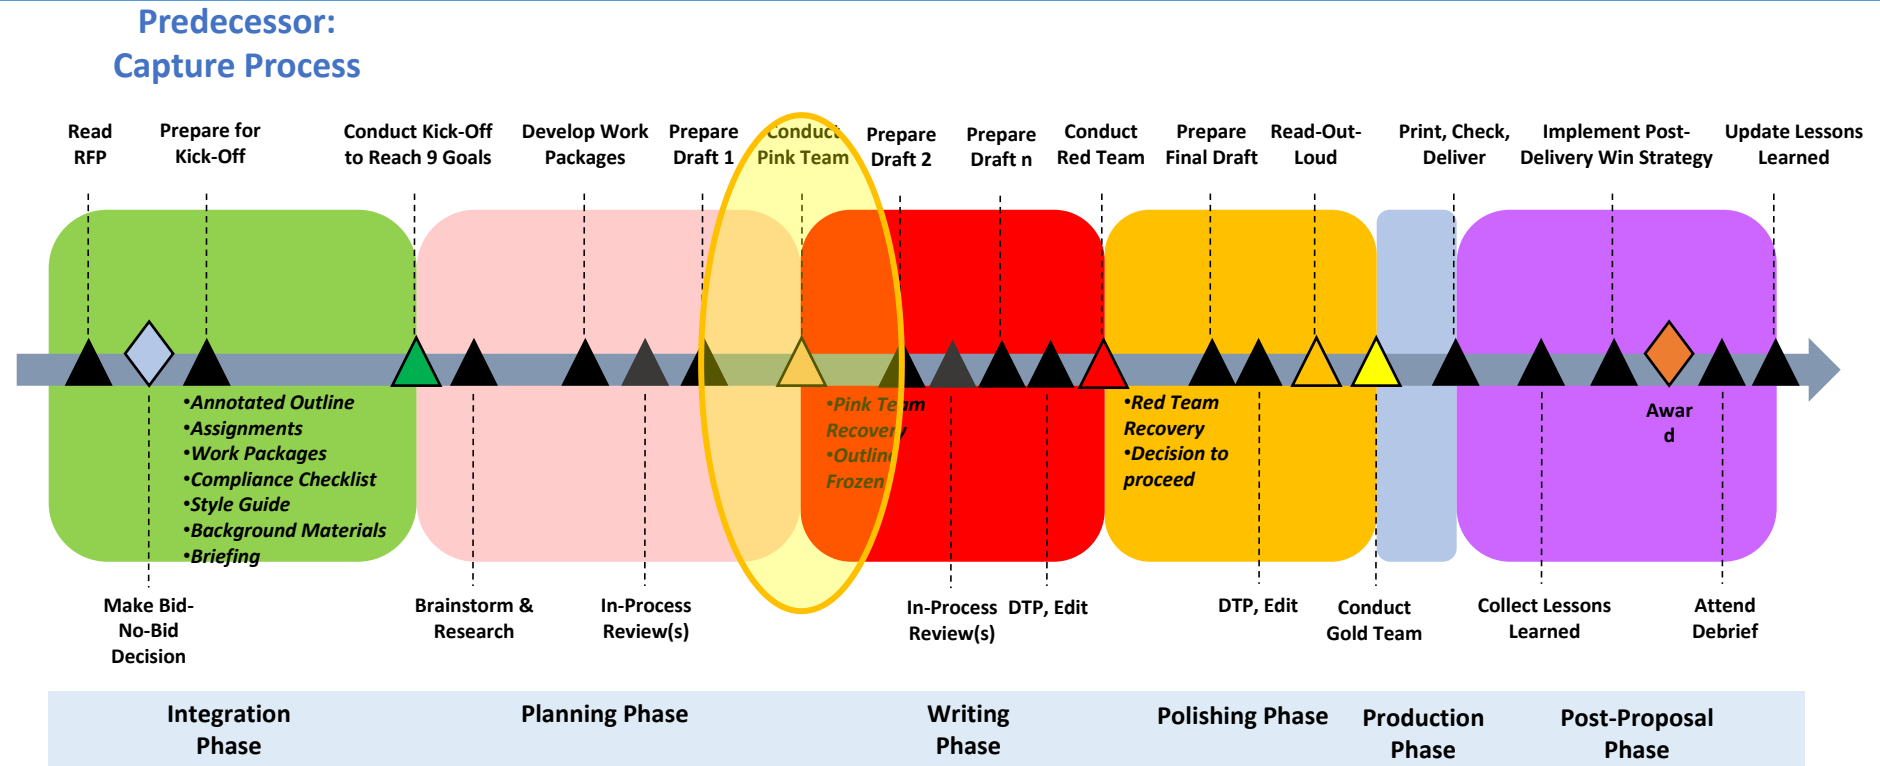 Predecessor:
Capture Process
Read
RFP
Prepare for
Kick-Off
Conduct Kick-Off
to Reach 9 Goals
Develop Work
Packages
Prepare
Draft 1
Conduct
Pink Team
Prepare
Draft 2
Prepare
Draft n
Conduct
Red Team
Prepare
Final Draft
Read-Out-
Loud
Print, Check,
Deliver
Implement Post-
Delivery Win Strategy
Update Lessons
Learned
•Annotated Outline
•Assignments
•Work Packages
•Compliance Checklist
•Style Guide
•Background Materials
•Briefing
•Pink Team
Recovery
•Outline
Frozen
•Red Team
Recovery
•Decision to
proceed
Awar
d
Make Bid-
No-Bid
Decision
Brainstorm &
Research
In-Process
Review(s)
In-Process
Review(s)
DTP, Edit
DTP, Edit
Conduct
Gold Team
Collect Lessons
Learned
Attend
Debrief
Integration
Phase
Planning Phase
Writing
Phase
Polishing Phase
Production
Phase
Post-Proposal
Phase